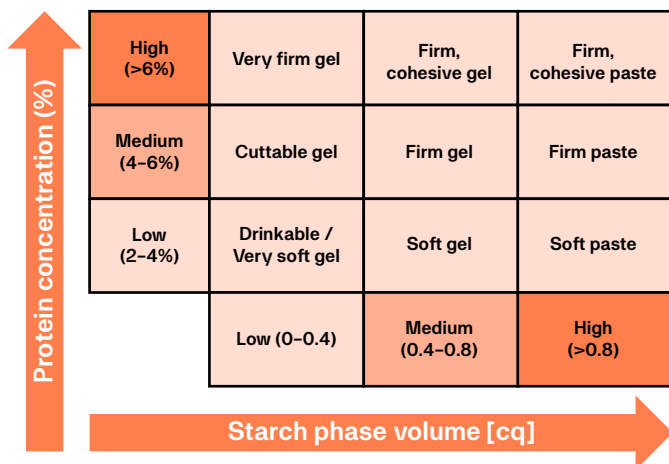 Protein concentration (%)
High
(>6%)
Very firm gel
Firm,
cohesive gel
Firm,
cohesive paste
Medium
(4–6%)
Cuttable gel
Firm gel
Firm paste
Low
(2–4%)
Drinkable /
Very soft gel
Soft gel
Soft paste
Low (0–0.4)
Medium
(0.4–0.8)
High
(>0.8)
Starch phase volume [cq]